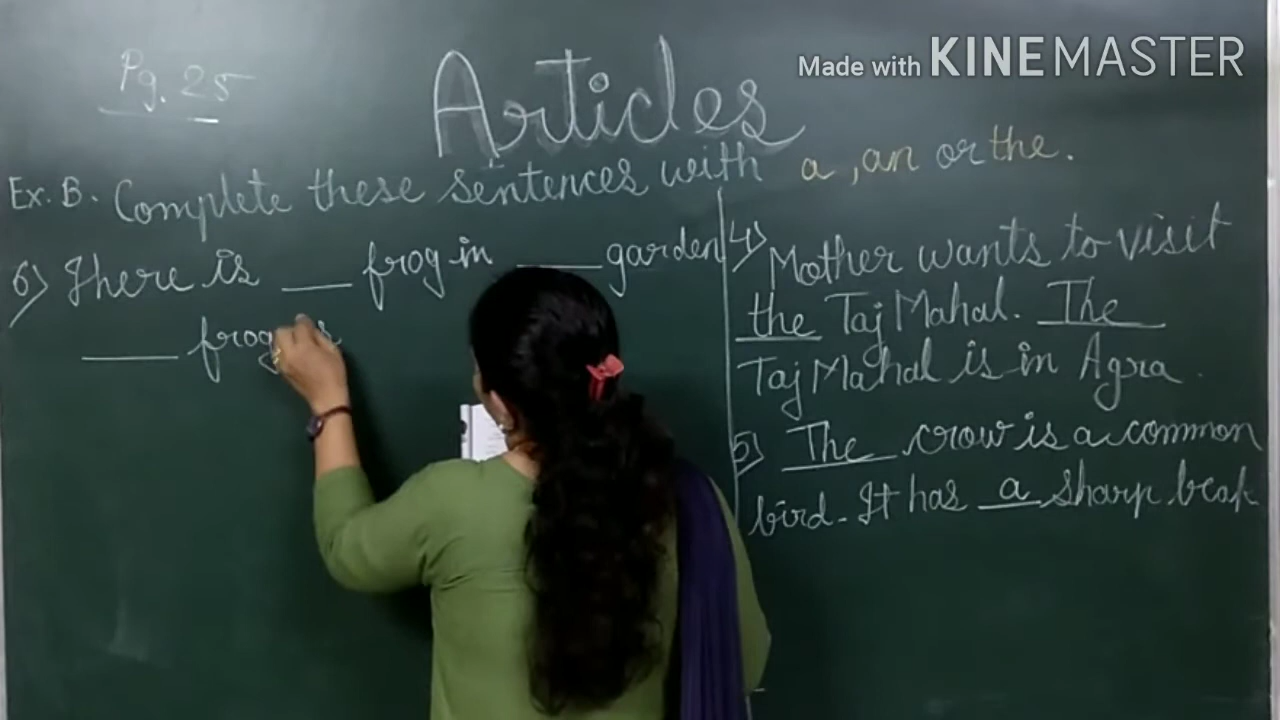 Pg. 25
Made with KINEMASTER
Articles
Ex. B. Complete these sentences with a, an or the.
6) There is ___ frog in ___ garden
___ frog is
4) Mother wants to visit
the Taj Mahal. The
Taj Mahal is in Agra.
5) The crow is a common
bird. It has a sharp beak